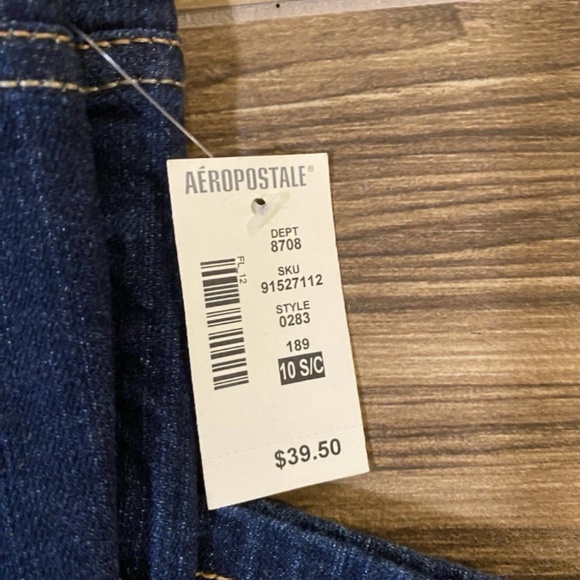 AÉROPOSTALE®
DEPT
8708
SKU
91527112
STYLE
0283
189
10 S/C
FL 12
$39.50